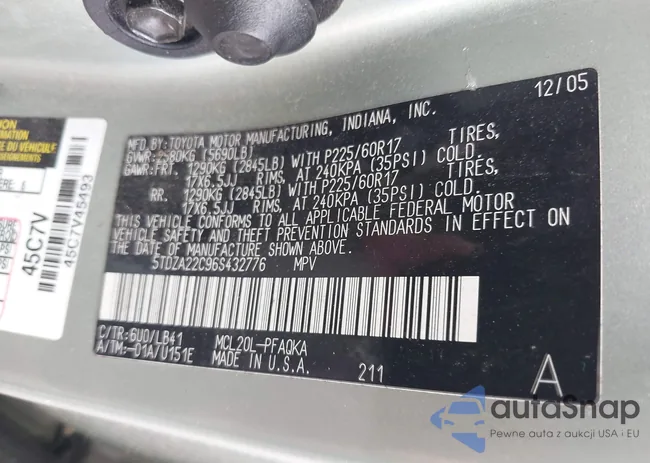 12/05
MFD.BY: TOYOTA MOTOR MANUFACTURING, INDIANA, INC.
GVWR: 2580KG (5690LB)
GAWR:FRT. 1290KG (2845LB) WITH P225/60R17 TIRES,
17X6.5JJ RIMS, AT 240KPA (35PSI) COLD.
RR. 1290KG (2845LB) WITH P225/60R17 TIRES,
17X6.5JJ RIMS, AT 240KPA (35PSI) COLD.
THIS VEHICLE CONFORMS TO ALL APPLICABLE FEDERAL MOTOR
VEHICLE SAFETY AND THEFT PREVENTION STANDARDS IN EFFECT ON
THE DATE OF MANUFACTURE SHOWN ABOVE.
5TDZA22C96S432776 MPV
C/TR: 6U0/LB41 MCL20L-PFAQKA
A/TM: -01A/U151E MADE IN U.S.A. 211 A
DU VÉHICULE
45C7V
45C7V45493
autoSnap
Pewne auta z aukcji USA i EU